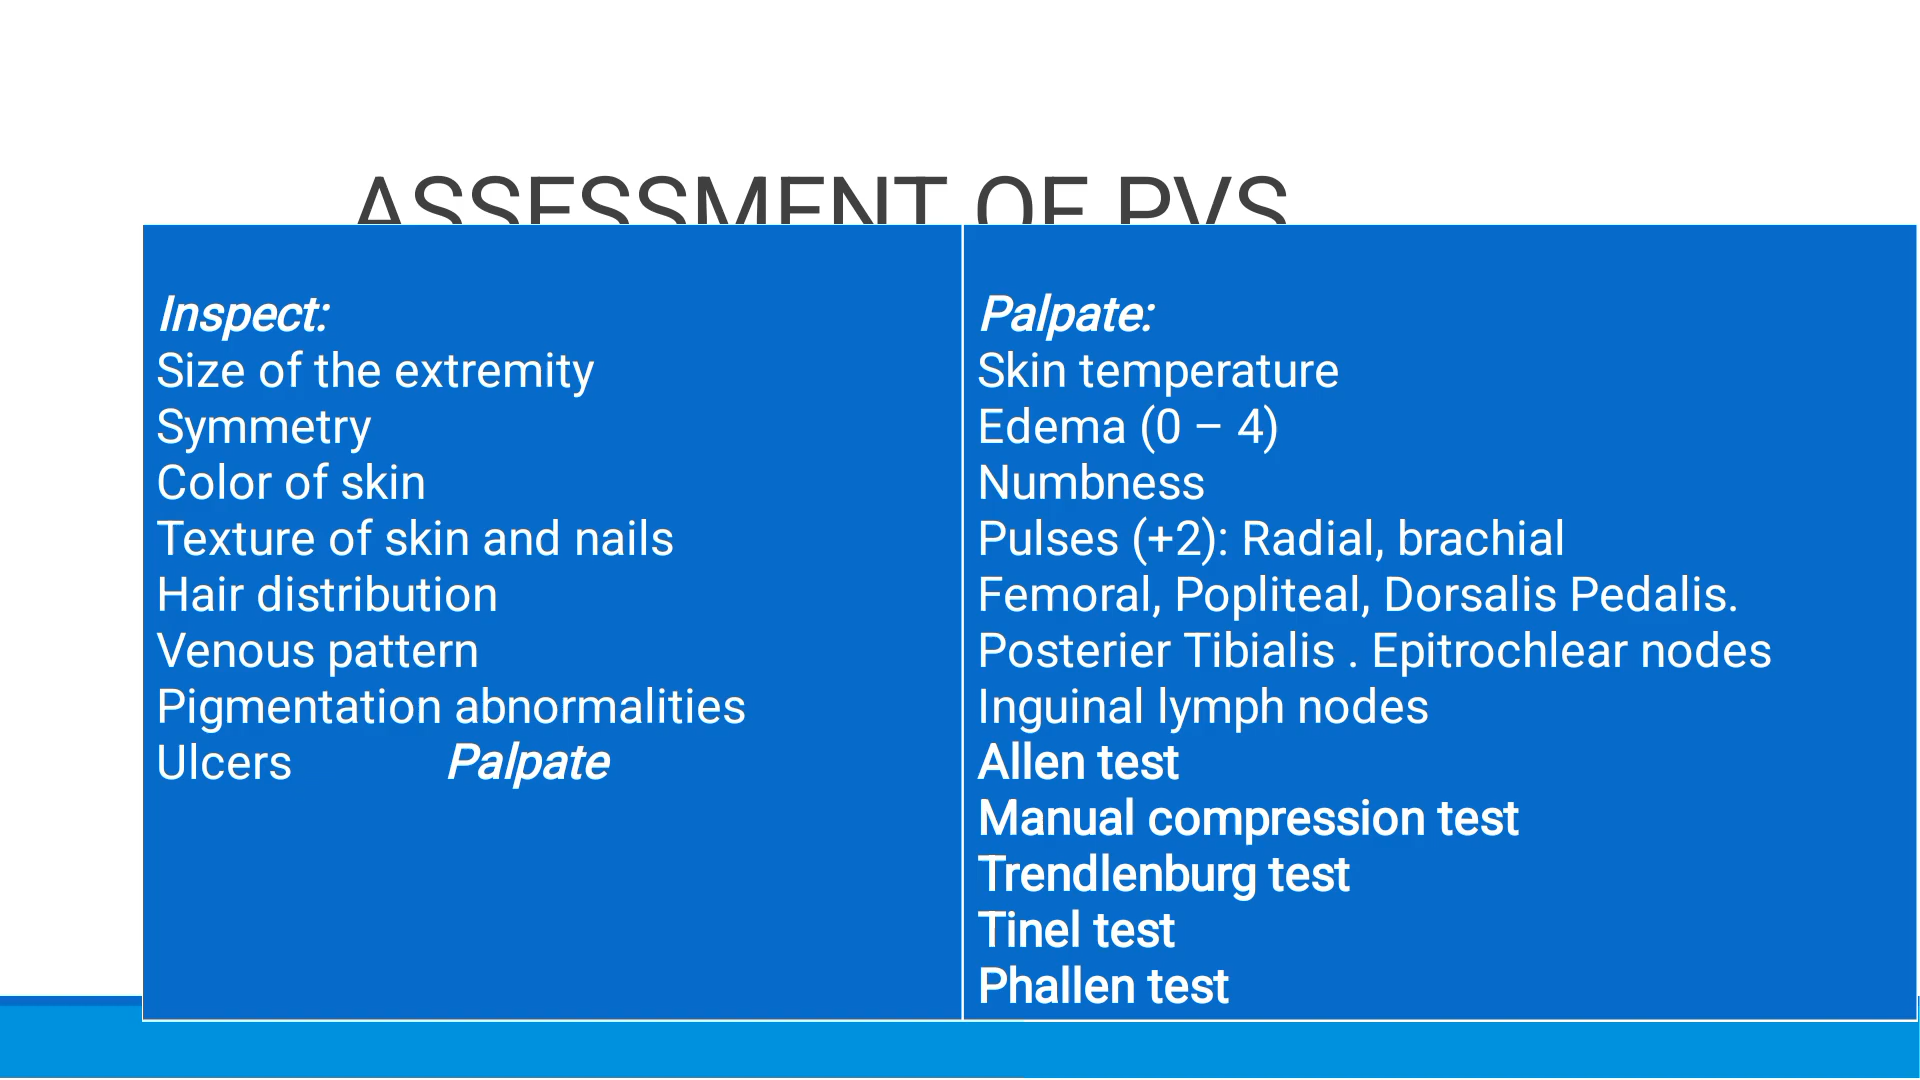 ASSESSMENT OF PVS
Inspect:
Size of the extremity
Symmetry
Color of skin
Texture of skin and nails
Hair distribution
Venous pattern
Pigmentation abnormalities
Ulcers Palpate
Palpate:
Skin temperature
Edema (0 – 4)
Numbness
Pulses (+2): Radial, brachial
Femoral, Popliteal, Dorsalis Pedalis.
Posterier Tibialis . Epitrochlear nodes
Inguinal lymph nodes
Allen test
Manual compression test
Trendlenburg test
Tinel test
Phallen test